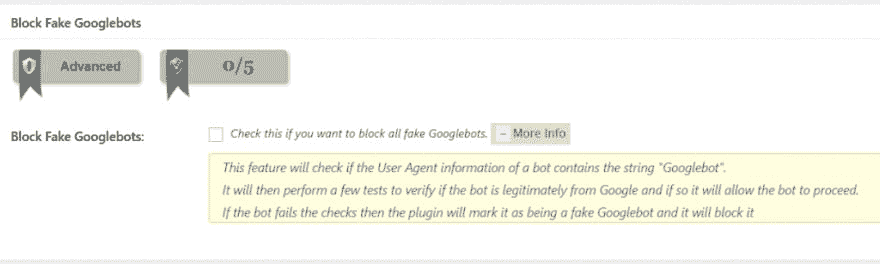 Block Fake Googlebots
Advanced
0/5
Block Fake Googlebots:
Check this if you want to block all fake Googlebots. − More Info
This feature will check if the User Agent information of a bot contains the string "Googlebot".
It will then perform a few tests to verify if the bot is legitimately from Google and if so it will allow the bot to proceed.
If the bot fails the checks then the plugin will mark it as being a fake Googlebot and it will block it